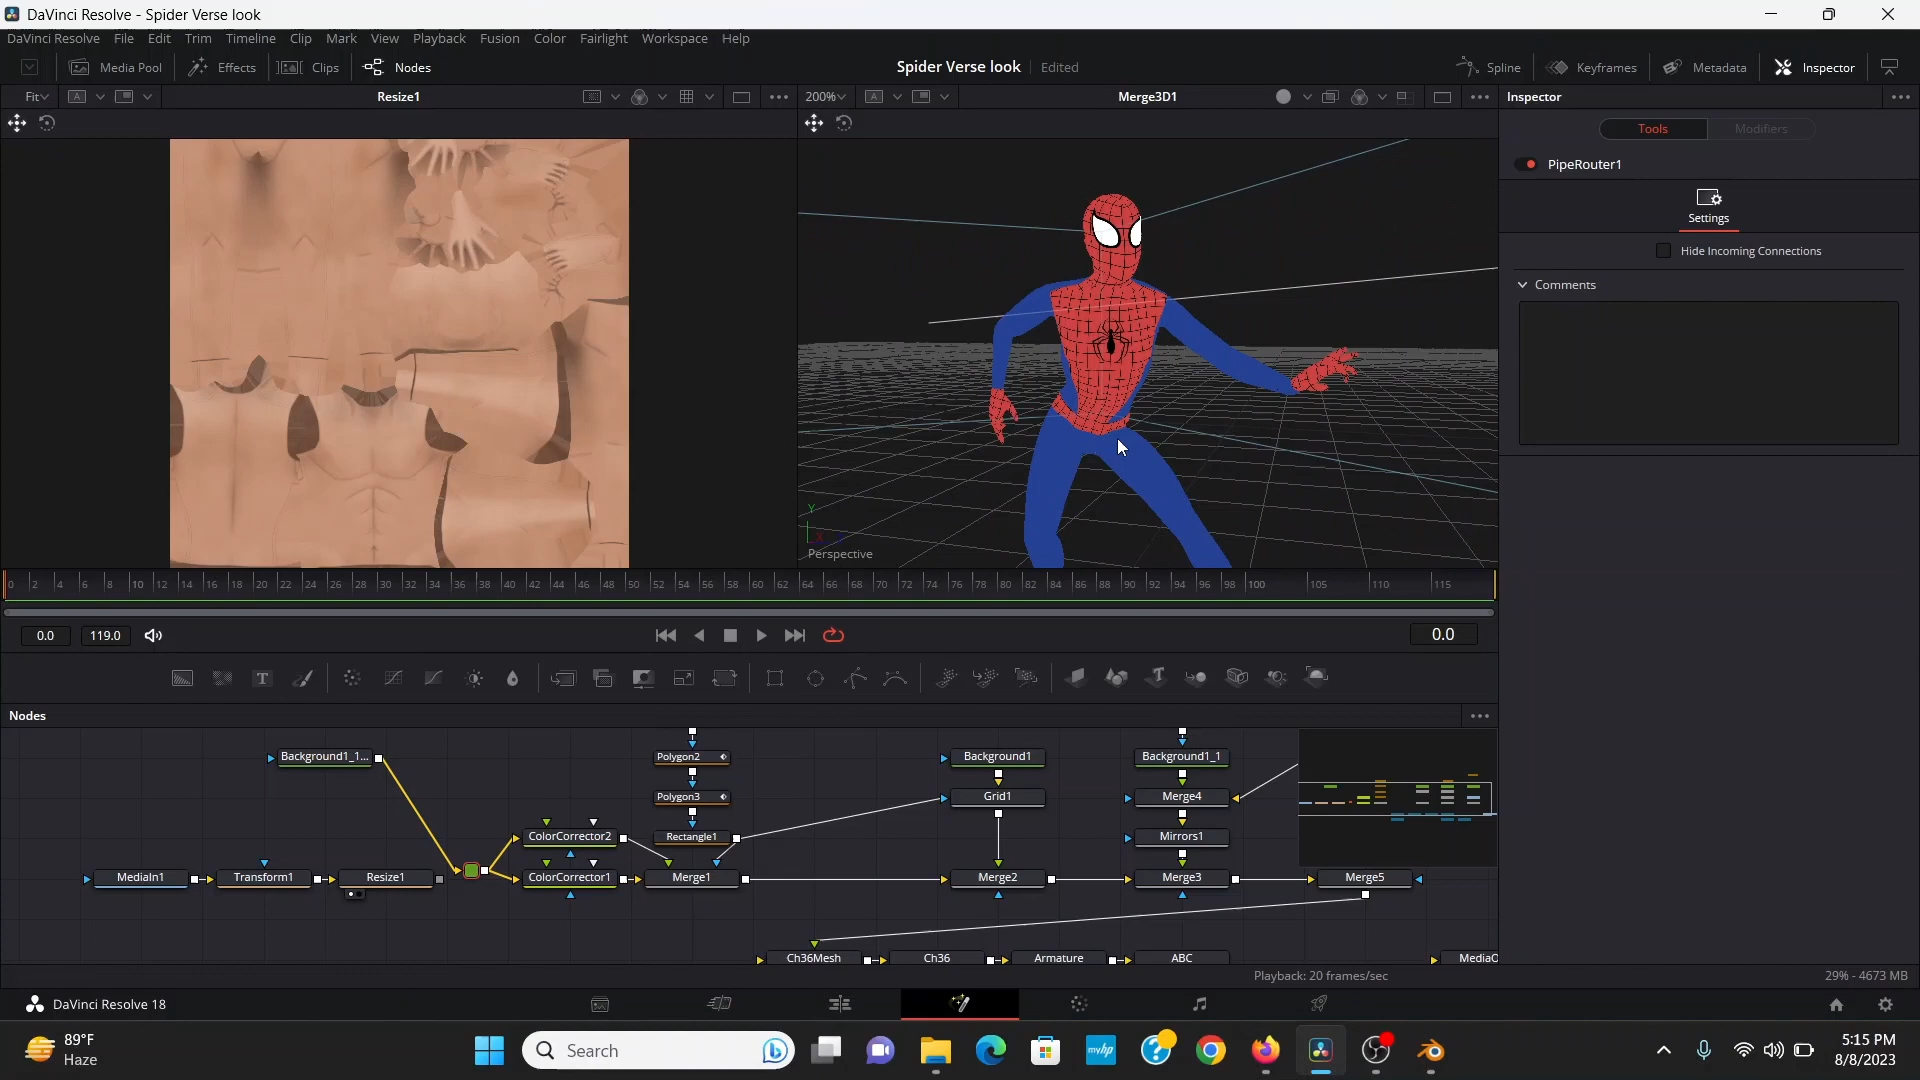 DaVinci Resolve - Spider Verse look
DaVinci Resolve File Edit Trim Timeline Clip Mark View Playback Fusion Color Fairlight Workspace Help
Media Pool Effects Clips Nodes Spider Verse look Edited Spline Keyframes Metadata Inspector
Fit A Resize1 200% A Merge3D1 Inspector
Tools Modifiers
PipeRouter1
Settings
Hide Incoming Connections
Comments
Y
X
Perspective
0 2 4 6 8 10 12 14 16 18 20 22 24 26 28 30 32 34 36 38 40 42 44 46 48 50 52 54 56 58 60 62 64 66 68 70 72 74 76 78 80 82 84 86 88 90 92 94 96 98 100 105 110 115
0.0 119.0 0.0
T T
Nodes
Background1_1... Polygon2 Background1 Background1_1
Polygon3 Grid1 Merge4
ColorCorrector2 Rectangle1 Mirrors1
MediaIn1 Transform1 Resize1 ColorCorrector1 Merge1 Merge2 Merge3 Merge5
Ch36Mesh Ch36 Armature ABC MediaO
Playback: 20 frames/sec 29% - 4673 MB
DaVinci Resolve 18
89°F
Haze
Search
myhp
5:15 PM
8/8/2023